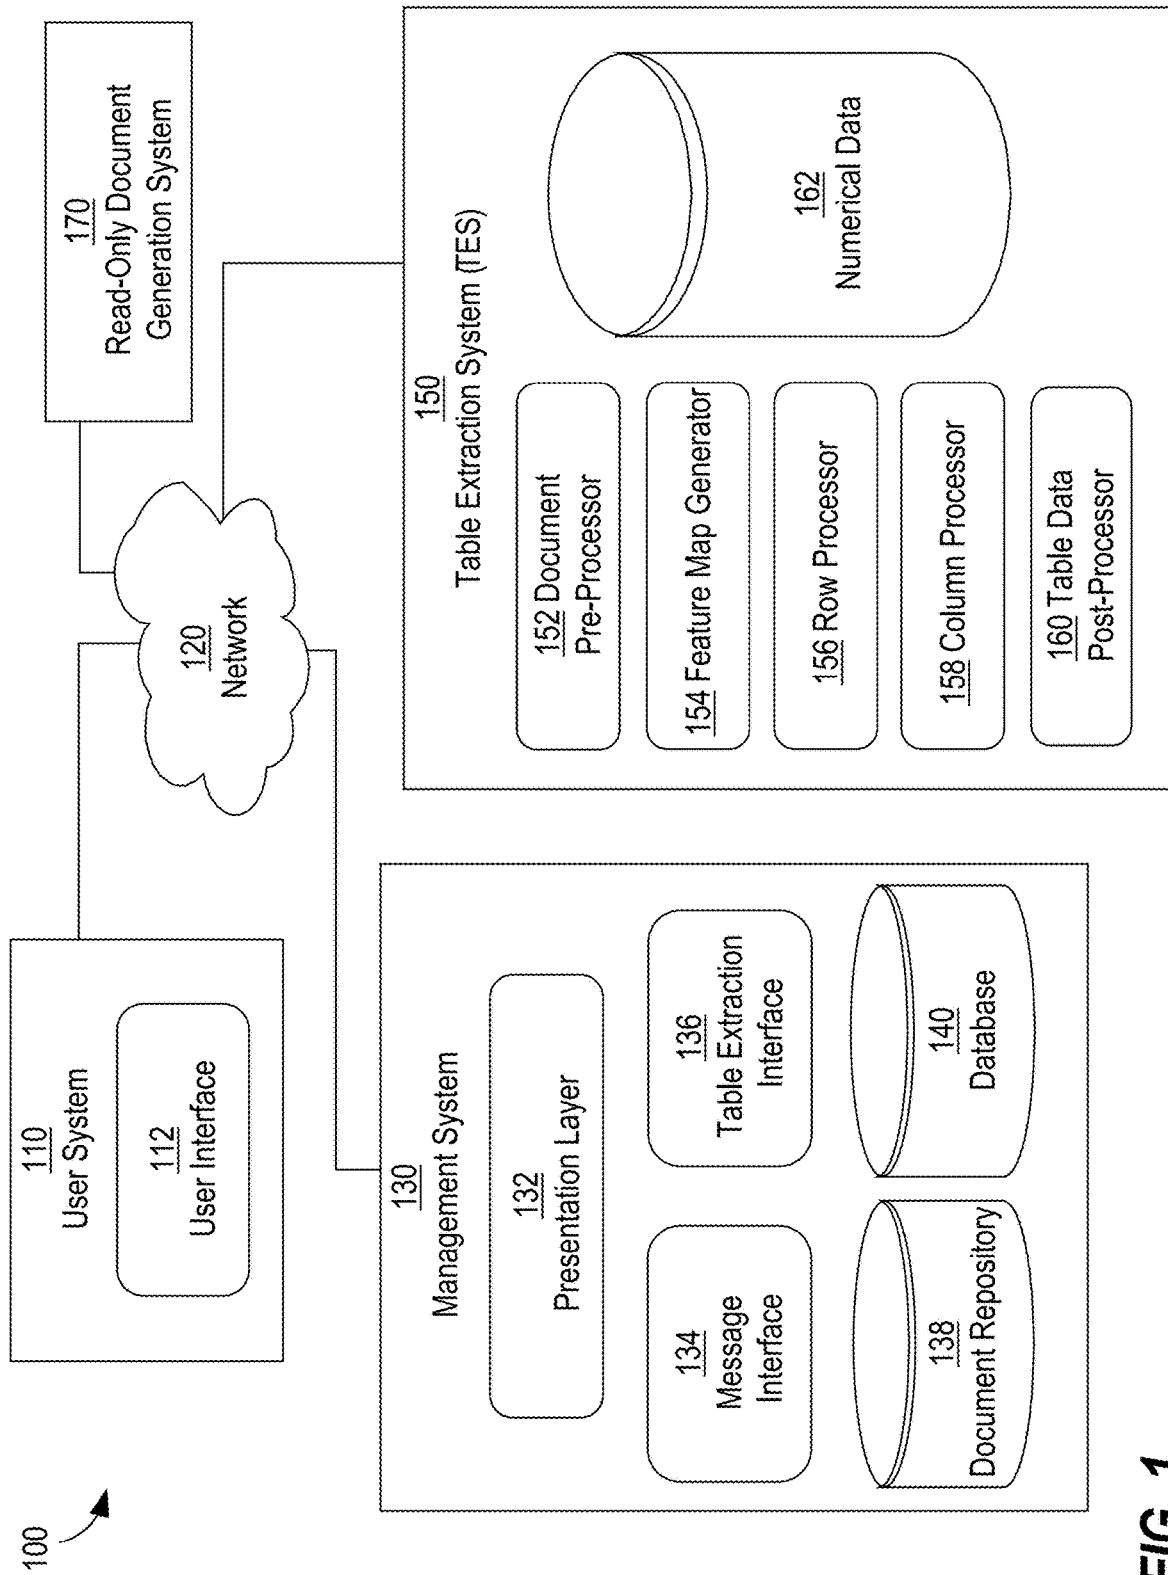 100
110
User System
112
User Interface
120
Network
170
Read-Only Document
Generation System
130
Management System
132
Presentation Layer
134
Message
Interface
136
Table Extraction
Interface
138
Document Repository
140
Database
150
Table Extraction System (TES)
152 Document
Pre-Processor
154 Feature Map Generator
156 Row Processor
158 Column Processor
160 Table Data
Post-Processor
162
Numerical Data
FIG. 1